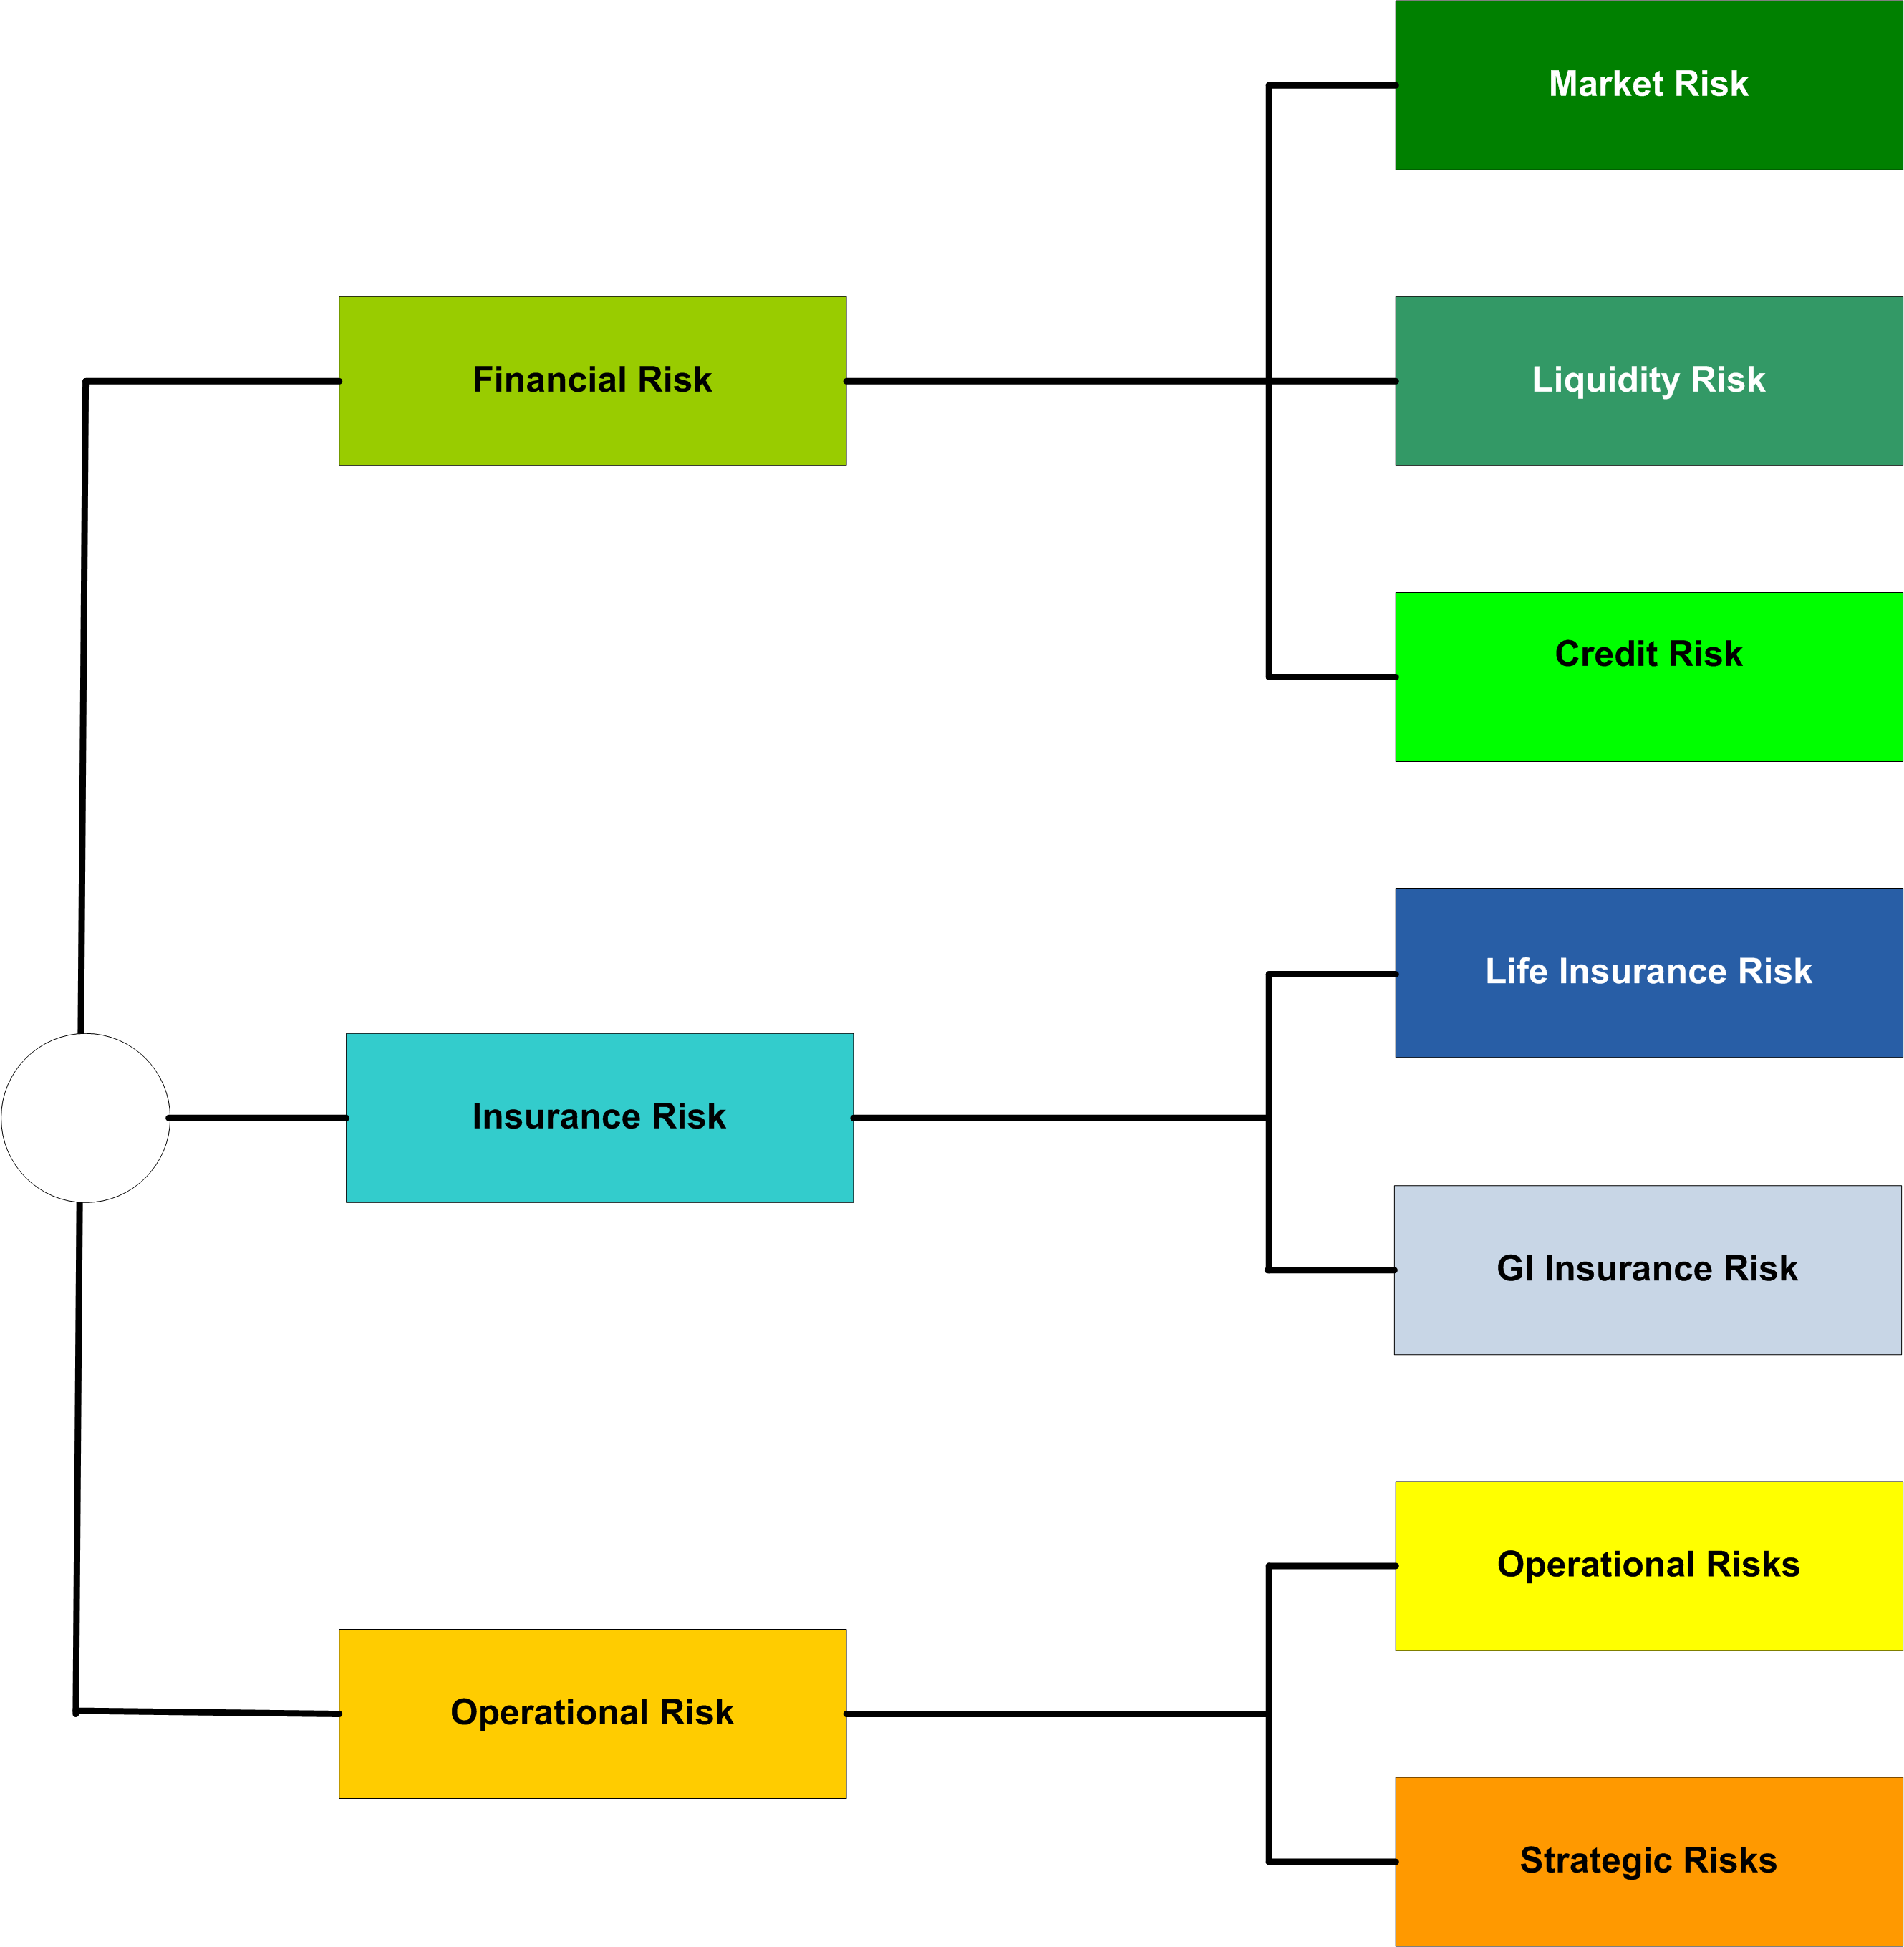 Market Risk
Financial Risk
Liquidity Risk
Credit Risk
Life Insurance Risk
Insurance Risk
GI Insurance Risk
Operational Risks
Operational Risk
Strategic Risks